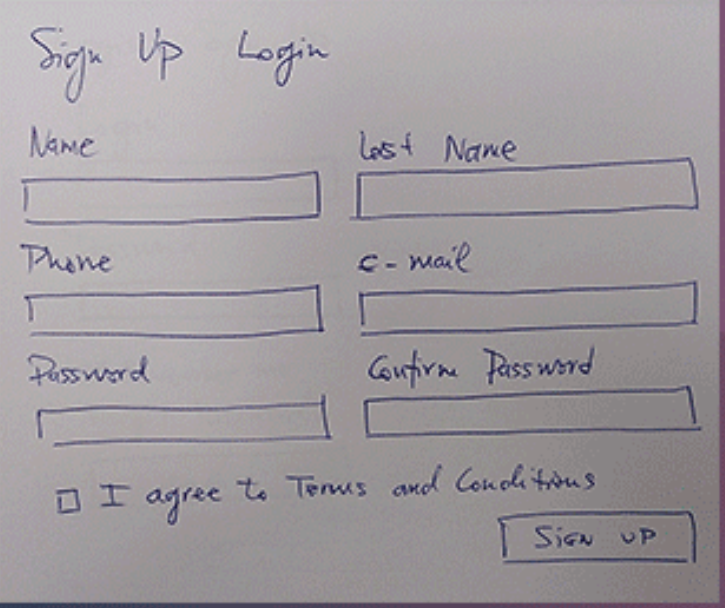 Sign Up Login
Name Last Name
Phone e-mail
Password Confirm Password
I agree to Terms and Conditions
SIGN UP